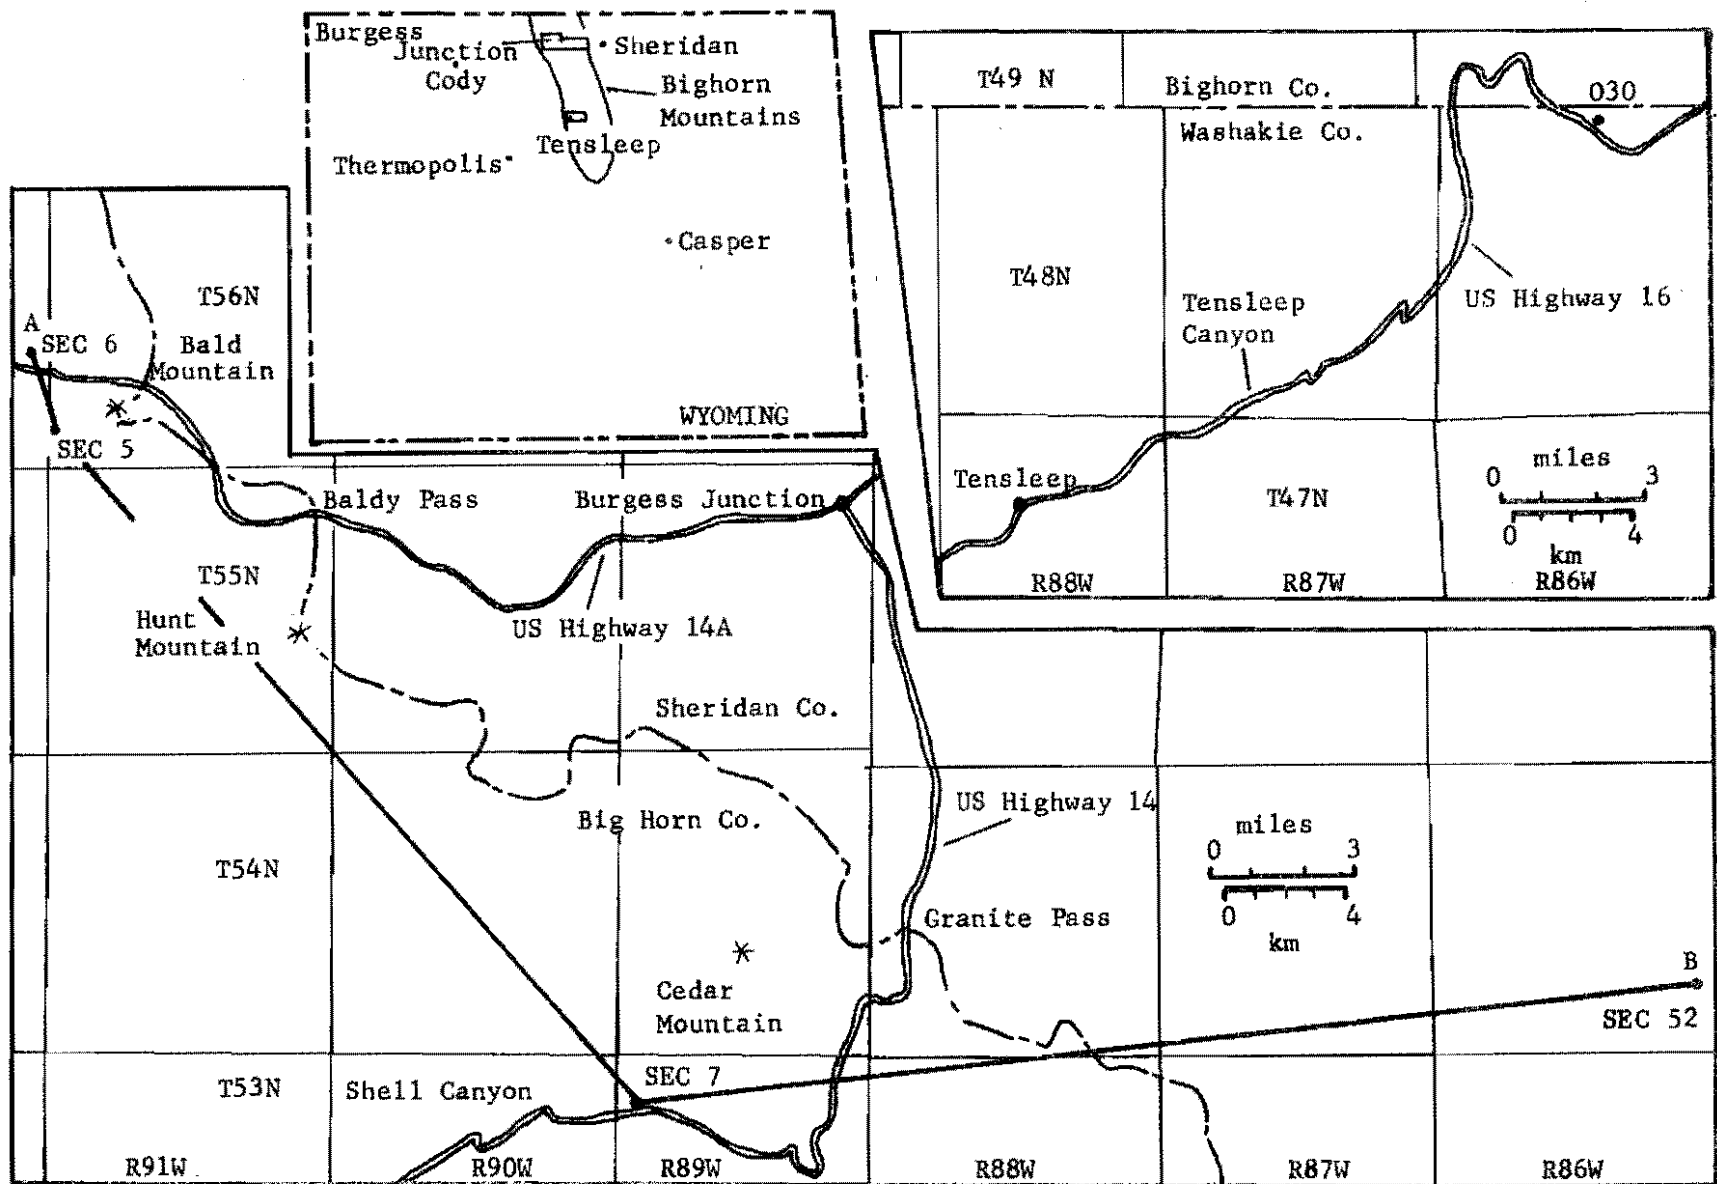 Burgess
Junction
Cody
Sheridan
Bighorn
Mountains
Tensleep
Thermopolis
Casper
WYOMING
T49 N
Bighorn Co.
030
Washakie Co.
T48N
Tensleep
Canyon
US Highway 16
Tensleep
T47N
0 miles 3
0 4
km
R88W
R87W
R86W
T56N
A
SEC 6
Bald
Mountain
SEC 5
Baldy Pass
Burgess Junction
T55N
Hunt
Mountain
US Highway 14A
Sheridan Co.
Big Horn Co.
US Highway 14
miles
0 3
0 4
km
T54N
Granite Pass
Cedar
Mountain
B
SEC 52
T53N
Shell Canyon
SEC 7
R91W
R90W
R89W
R88W
R87W
R86W